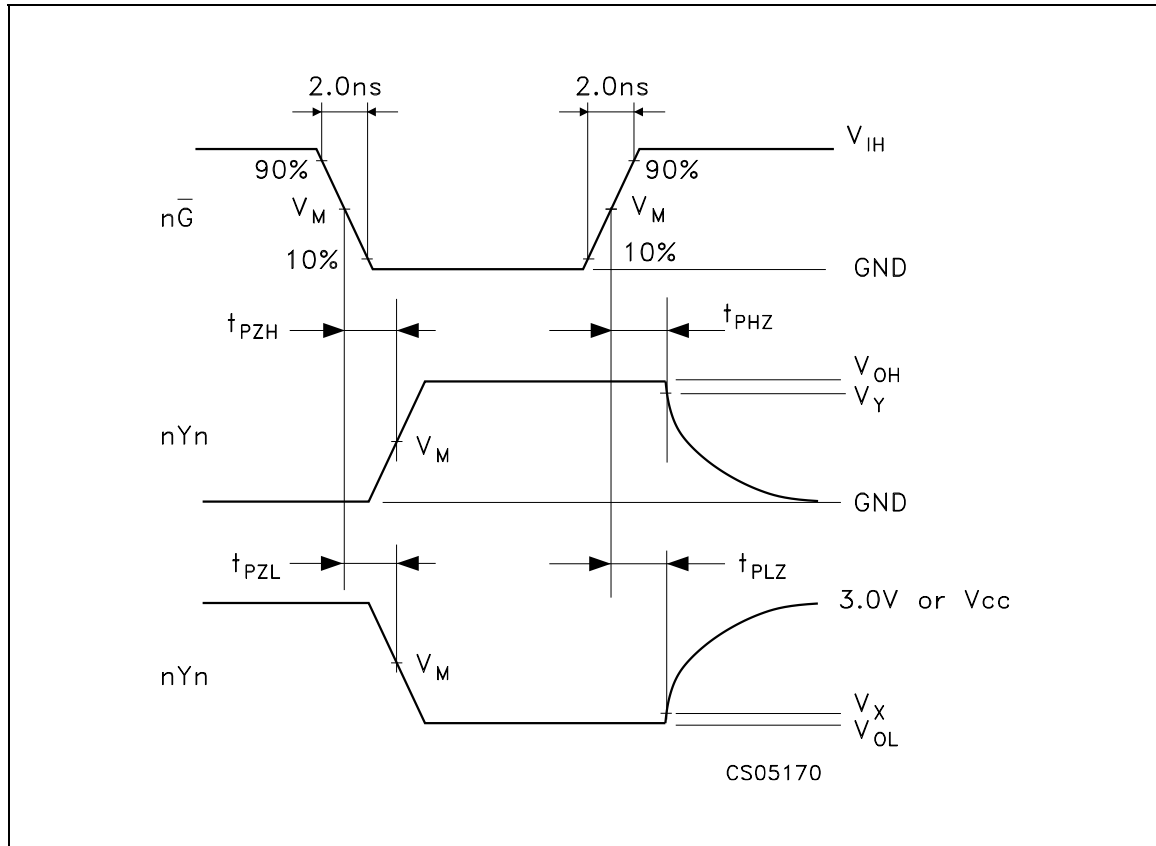 2.0ns 2.0ns
V_IH
90% 90%
nG̅ V_M V_M
10% 10%
GND
t_PZH t_PHZ
V_OH
V_Y
nYn V_M
GND
t_PZL t_PLZ
3.0V or Vcc
nYn V_M
V_X
V_OL
CS05170